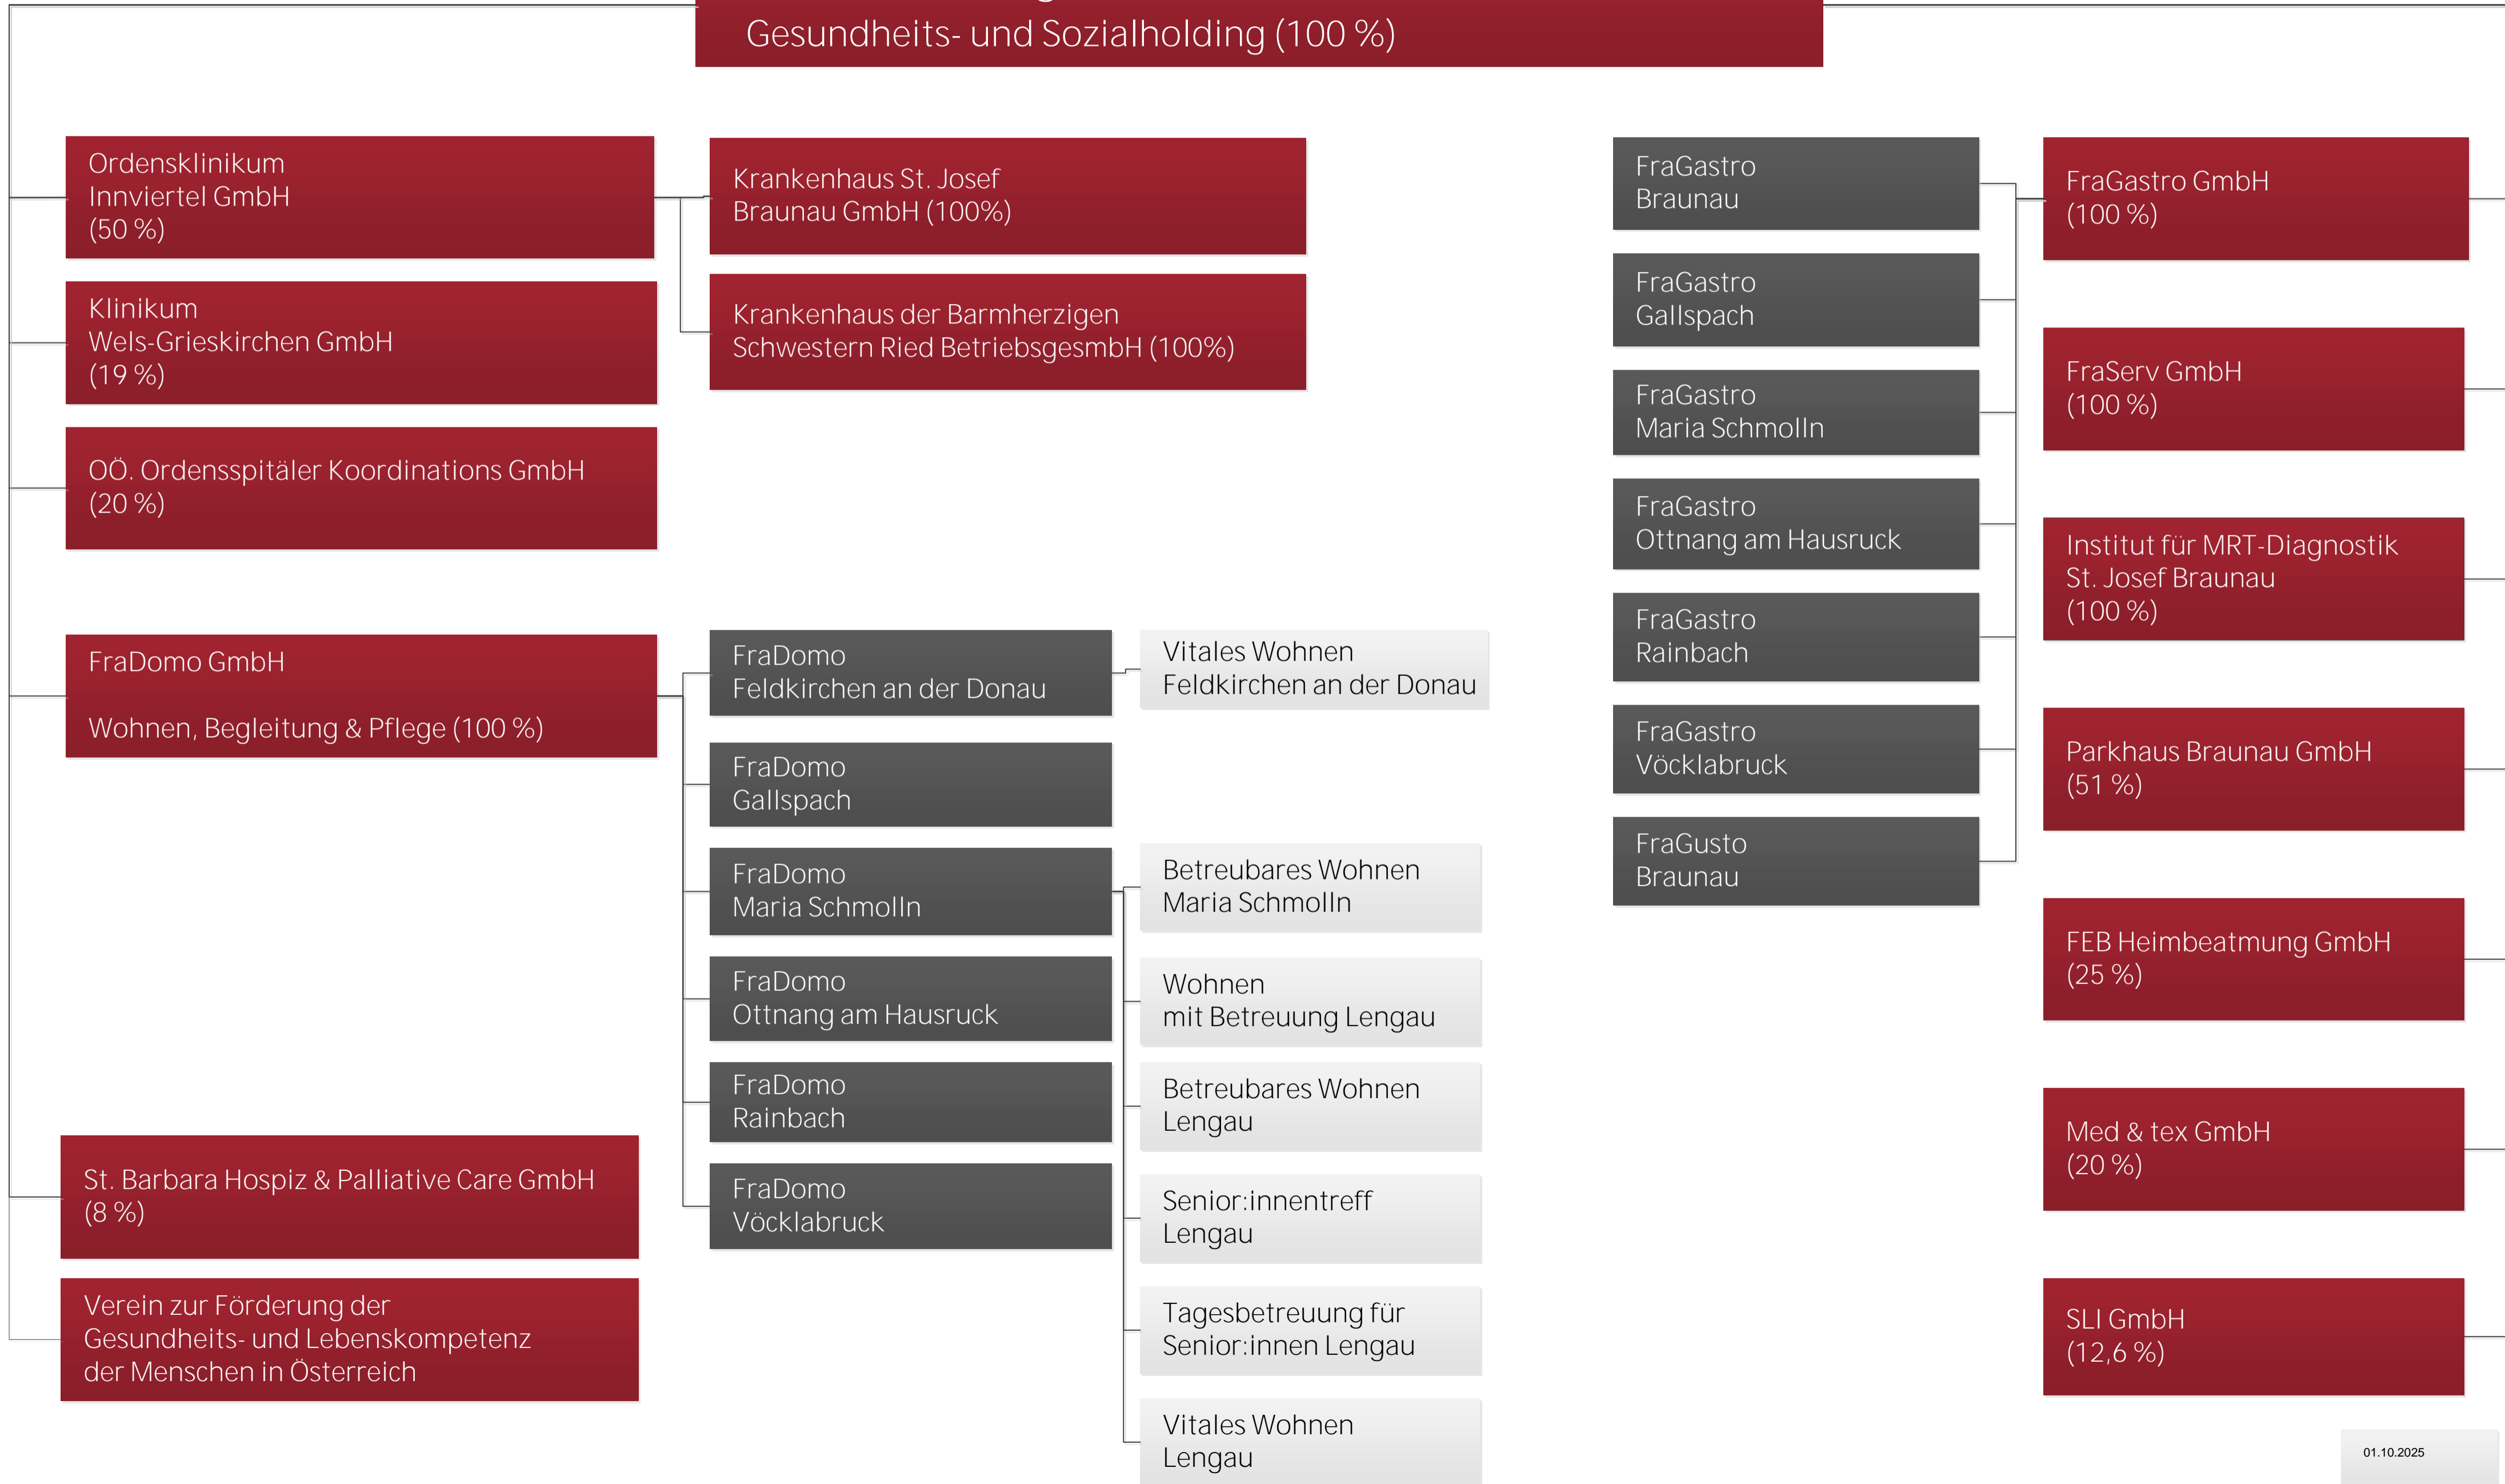 Gesundheits- und Sozialholding (100 %)
Ordensklinikum
Innviertel GmbH
(50 %)
Klinikum
Wels-Grieskirchen GmbH
(19 %)
OÖ. Ordensspitäler Koordinations GmbH
(20 %)
Krankenhaus St. Josef
Braunau GmbH (100%)
Krankenhaus der Barmherzigen
Schwestern Ried BetriebsgesmbH (100%)
FraDomo GmbH
Wohnen, Begleitung & Pflege (100 %)
FraDomo
Feldkirchen an der Donau
Vitales Wohnen
Feldkirchen an der Donau
FraDomo
Gallspach
FraDomo
Maria Schmolln
FraDomo
Ottnang am Hausruck
FraDomo
Rainbach
FraDomo
Vöcklabruck
Betreubares Wohnen
Maria Schmolln
Wohnen
mit Betreuung Lengau
Betreubares Wohnen
Lengau
Senior:innentreff
Lengau
Tagesbetreuung für
Senior:innen Lengau
Vitales Wohnen
Lengau
St. Barbara Hospiz & Palliative Care GmbH
(8 %)
Verein zur Förderung der
Gesundheits- und Lebenskompetenz
der Menschen in Österreich
FraGastro
Braunau
FraGastro
Gallspach
FraGastro
Maria Schmolln
FraGastro
Ottnang am Hausruck
FraGastro
Rainbach
FraGastro
Vöcklabruck
FraGusto
Braunau
FraGastro GmbH
(100 %)
FraServ GmbH
(100 %)
Institut für MRT-Diagnostik
St. Josef Braunau
(100 %)
Parkhaus Braunau GmbH
(51 %)
FEB Heimbeatmung GmbH
(25 %)
Med & tex GmbH
(20 %)
SLI GmbH
(12,6 %)
01.10.2025